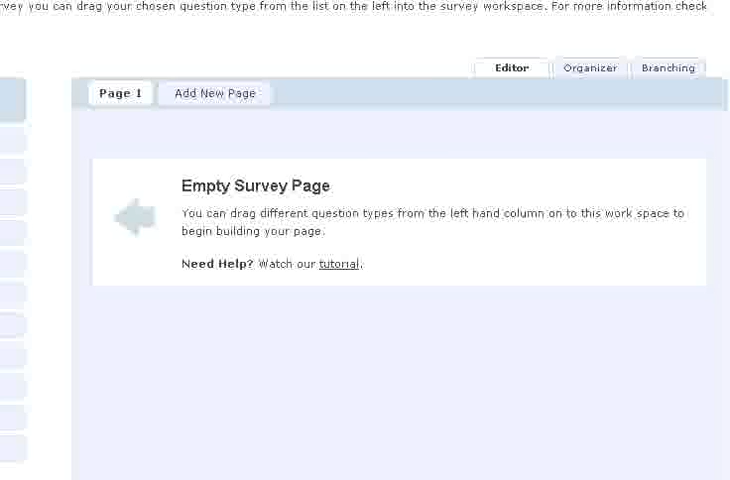 vey you can drag your chosen question type from the list on the left into the survey workspace. For more information check
Editor Organizer Branching
Page 1 Add New Page
Empty Survey Page
You can drag different question types from the left hand column on to this work space to
begin building your page.
Need Help? Watch our tutorial.